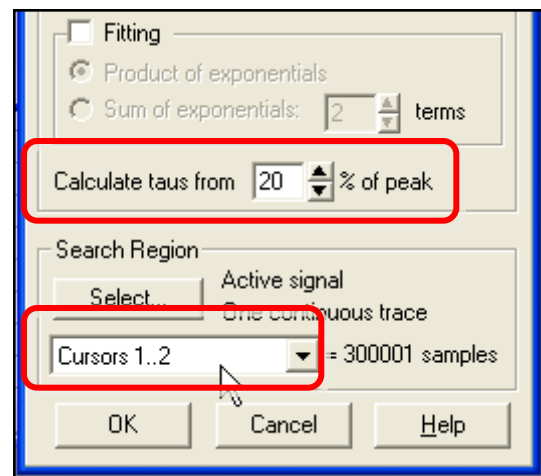 Fitting
Product of exponentials
Sum of exponentials: 2 terms
Calculate taus from 20 % of peak
Search Region
Select... Active signal
One continuous trace
Cursors 1..2 = 300001 samples
OK Cancel Help